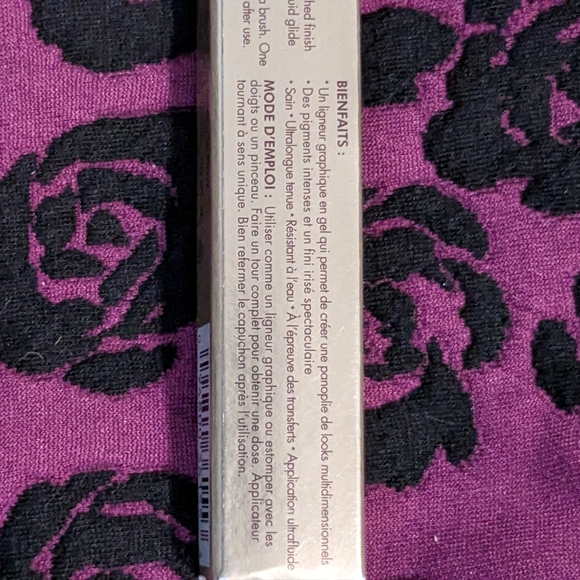 hed finish
uid glide
a brush. One
after use.
BIENFAITS :
• Un ligneur graphique en gel qui permet de créer une panoplie de looks multidimensionnels
• Des pigments intenses et un fini irisé spectaculaire
• Sain • Ultralongue tenue • Résistant à l'eau • À l'épreuve des transferts • Application ultrafluide
MODE D'EMPLOI : Utiliser comme un ligneur graphique ou estomper avec les
doigts ou un pinceau. Faire un tour complet pour obtenir une dose. Applicateur
tournant à sens unique. Bien refermer le capuchon après l'utilisation.